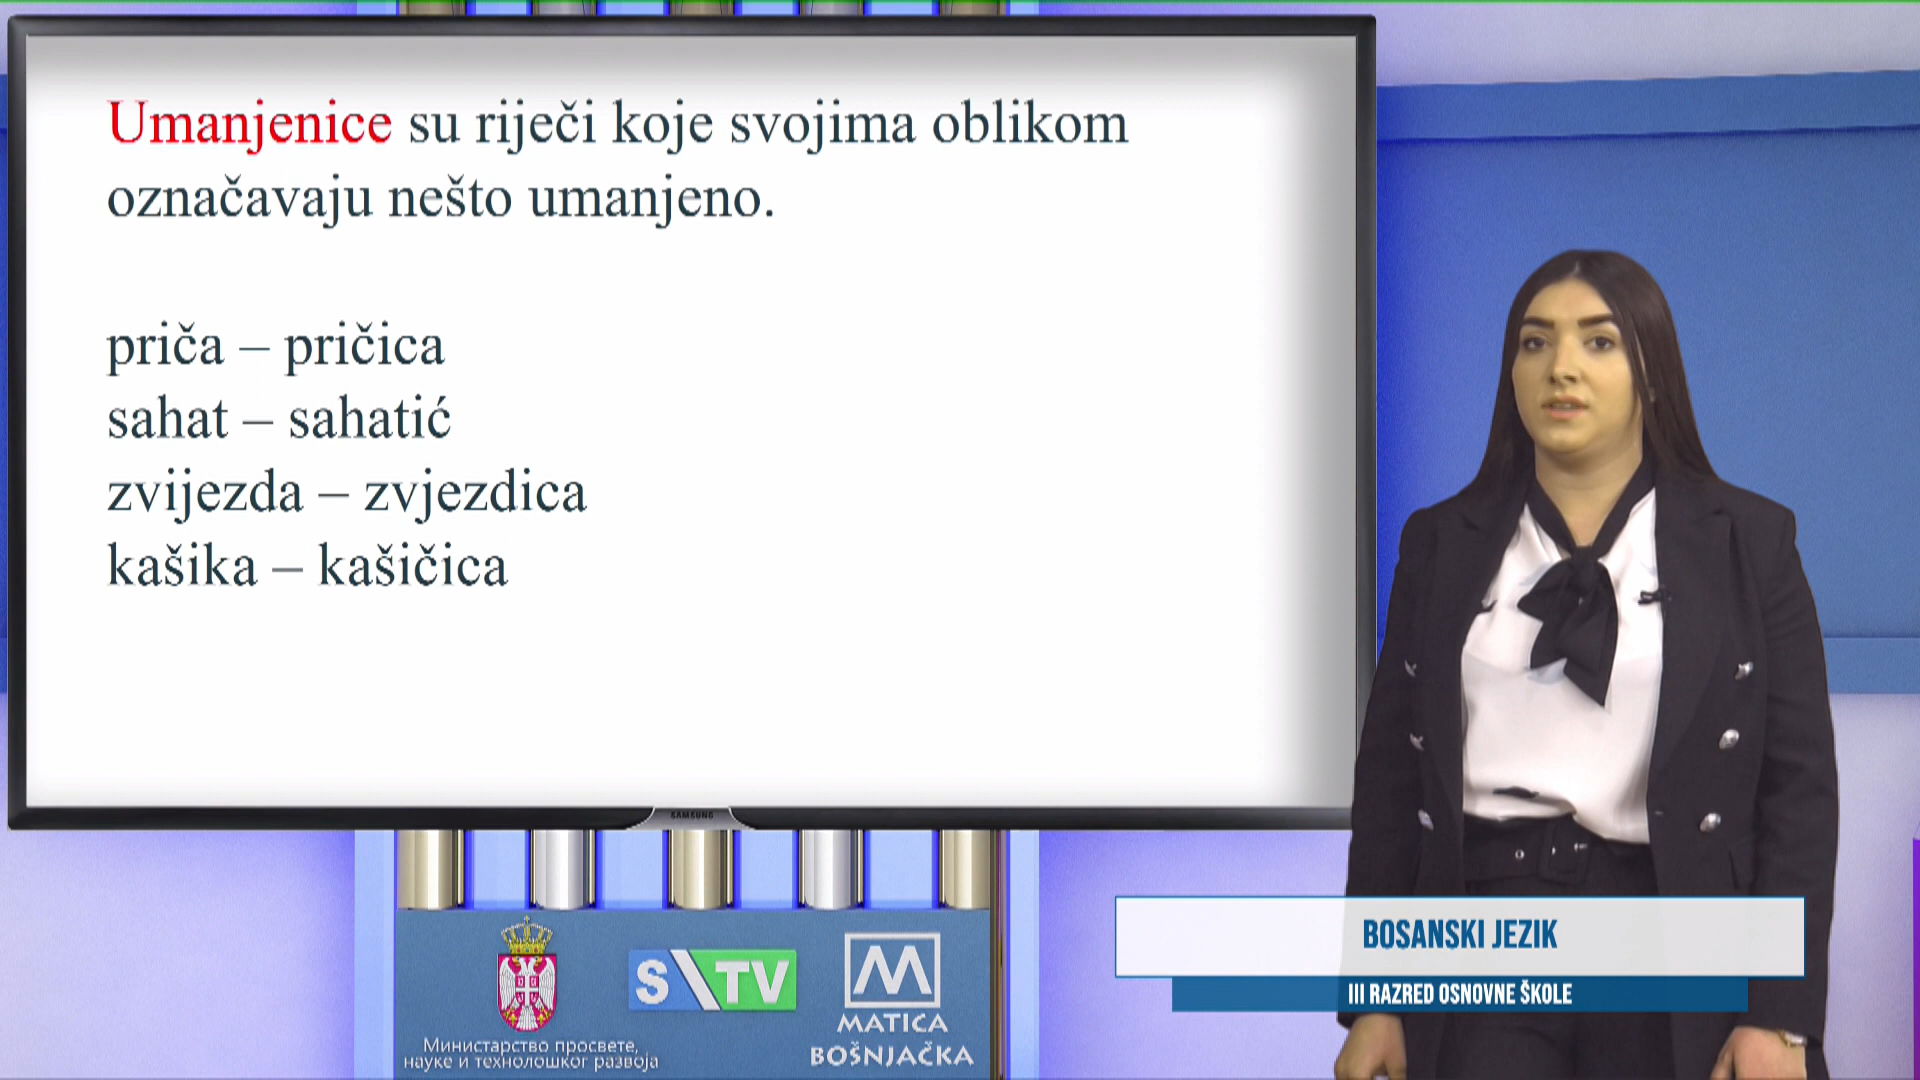 Umanjenice su riječi koje svojima oblikom
označavaju nešto umanjeno.
priča – pričica
sahat – sahatić
zvijezda – zvjezdica
kašika – kašičica
SAMSUNG
BOSANSKI JEZIK
III RAZRED OSNOVNE ŠKOLE
S TV
MATICA
BOŠNJAČKA
Министарство просвете,
науке и технолошког развоја